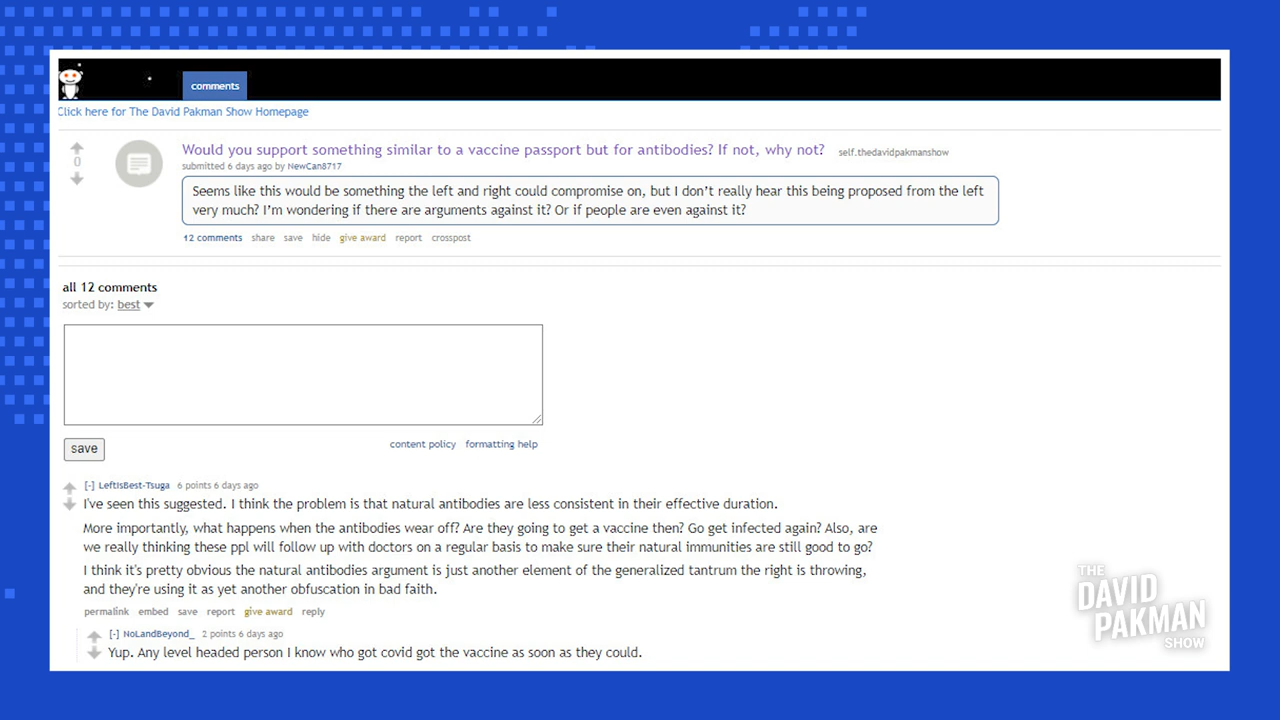 comments
Click here for The David Pakman Show Homepage
0
Would you support something similar to a vaccine passport but for antibodies? If not, why not? self.thedavidpakmanshow
submitted 6 days ago by NewCan8717
Seems like this would be something the left and right could compromise on, but I don’t really hear this being proposed from the left
very much? I’m wondering if there are arguments against it? Or if people are even against it?
12 comments share save hide give award report crosspost
all 12 comments
sorted by: best
save content policy formatting help
[-] LeftIsBest-Tsuga 6 points 6 days ago
I've seen this suggested. I think the problem is that natural antibodies are less consistent in their effective duration.
More importantly, what happens when the antibodies wear off? Are they going to get a vaccine then? Go get infected again? Also, are
we really thinking these ppl will follow up with doctors on a regular basis to make sure their natural immunities are still good to go?
I think it's pretty obvious the natural antibodies argument is just another element of the generalized tantrum the right is throwing,
and they're using it as yet another obfuscation in bad faith.
permalink embed save report give award reply
[-] NoLandBeyond_ 2 points 6 days ago
Yup. Any level headed person I know who got covid got the vaccine as soon as they could.
THE
DAVID
PAKMAN
SHOW